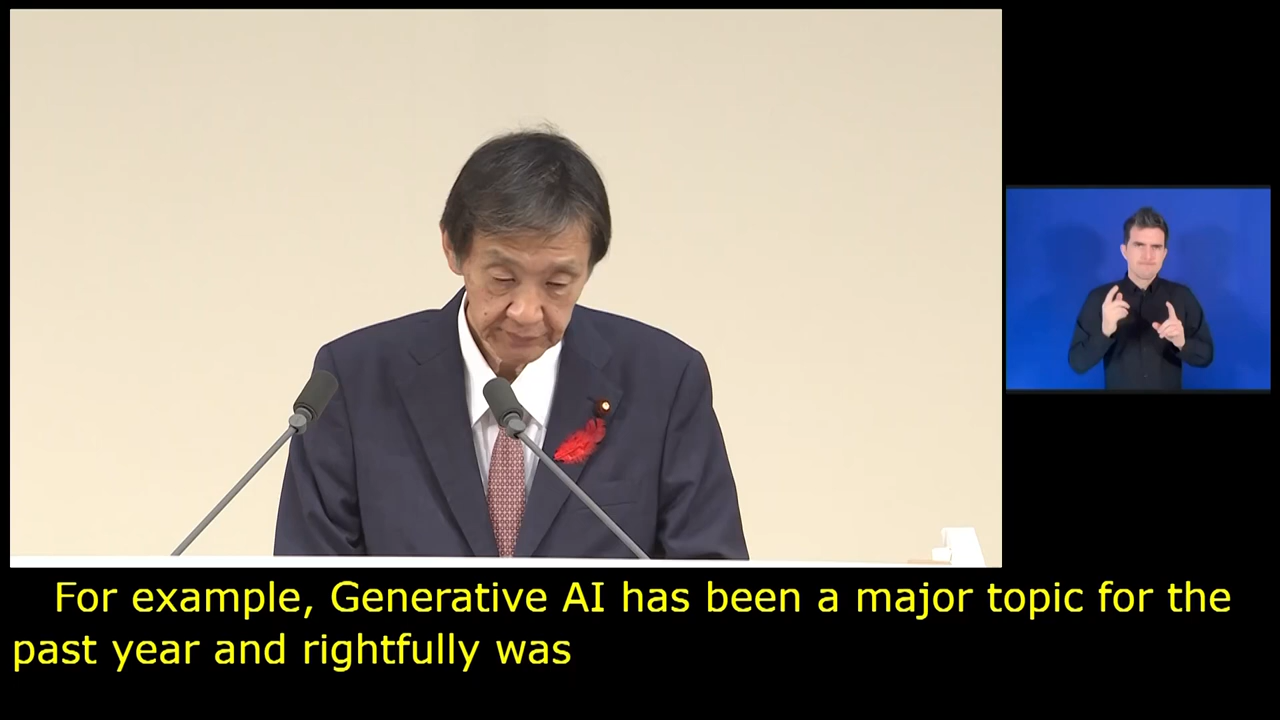 For example, Generative AI has been a major topic for the
past year and rightfully was